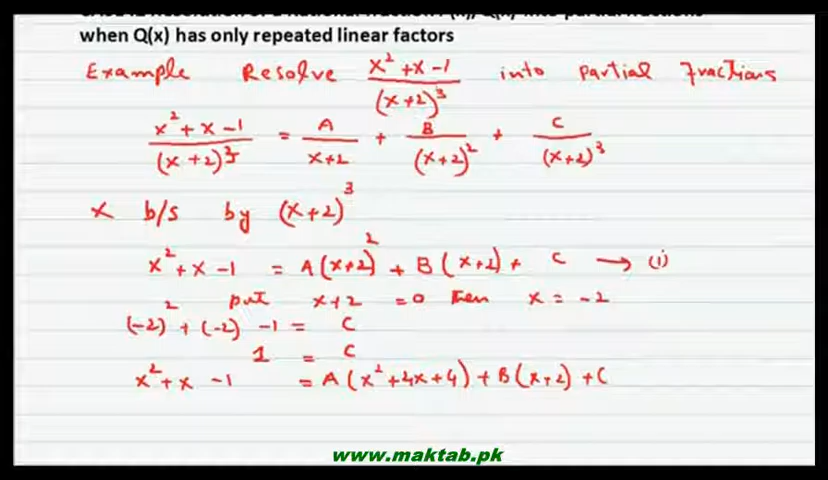 when Q(x) has only repeated linear factors
Example Resolve x² + x - 1 / (x+2)³ into partial fractions
x² + x - 1 / (x+2)³ = A / x+2 + B / (x+2)² + C / (x+2)³
x b/s by (x+2)³
x² + x - 1 = A(x+2)² + B(x+2) + C → (i)
put x+2 = 0 then x = -2
(-2)² + (-2) - 1 = C
1 = C
x² + x - 1 = A(x² + 4x + 4) + B(x+2) + C
www.maktab.pk